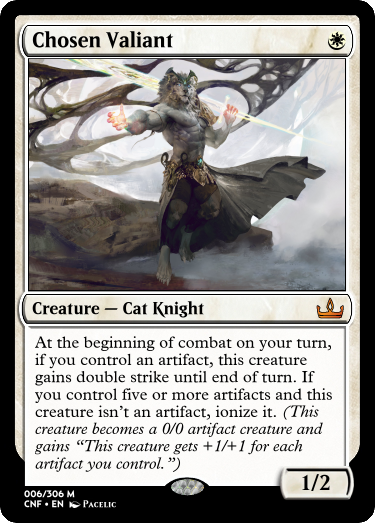 Chosen Valiant
Creature — Cat Knight
At the beginning of combat on your turn,
if you control an artifact, this creature
gains double strike until end of turn. If
you control five or more artifacts and this
creature isn't an artifact, ionize it. (This
creature becomes a 0/0 artifact creature and
gains “This creature gets +1/+1 for each
artifact you control.”)
1/2
006/306 M
CNF • EN Pacelic